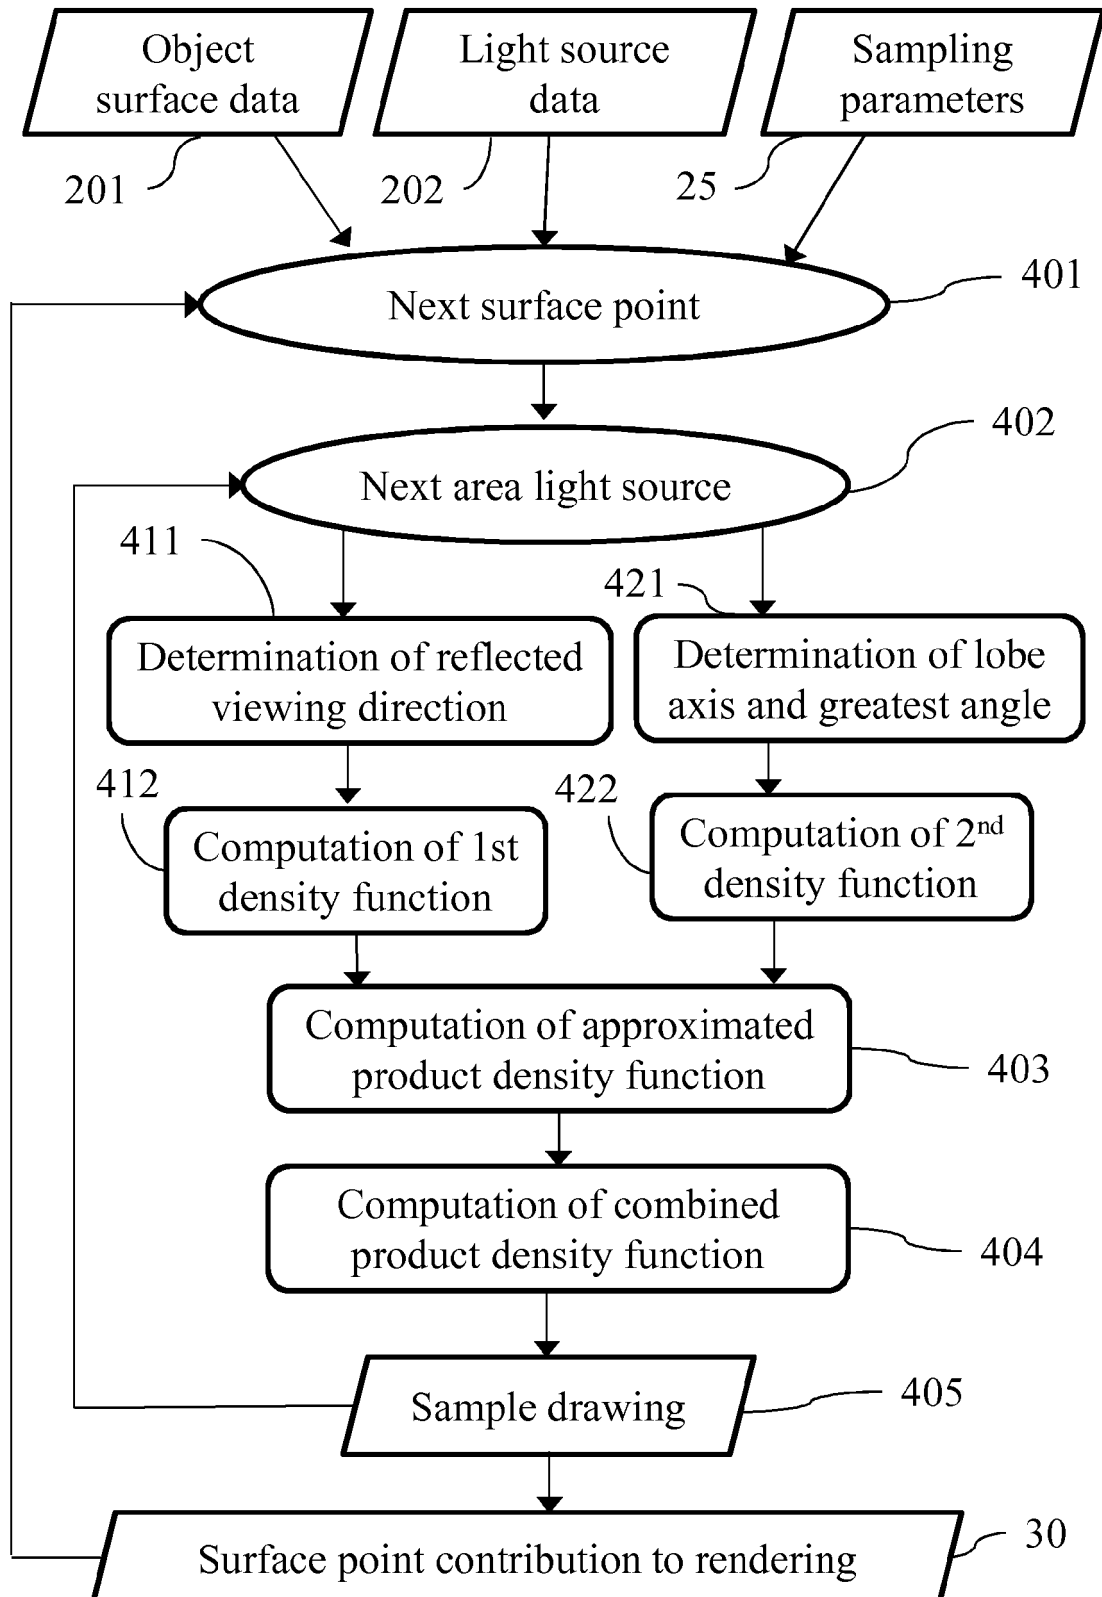 Object
surface data
Light source
data
Sampling
parameters
201
202
25
401
Next surface point
402
Next area light source
411
421
Determination of reflected
viewing direction
Determination of lobe
axis and greatest angle
412
422
Computation of 1st
density function
Computation of 2nd
density function
Computation of approximated
product density function
403
Computation of combined
product density function
404
Sample drawing
405
Surface point contribution to rendering
30